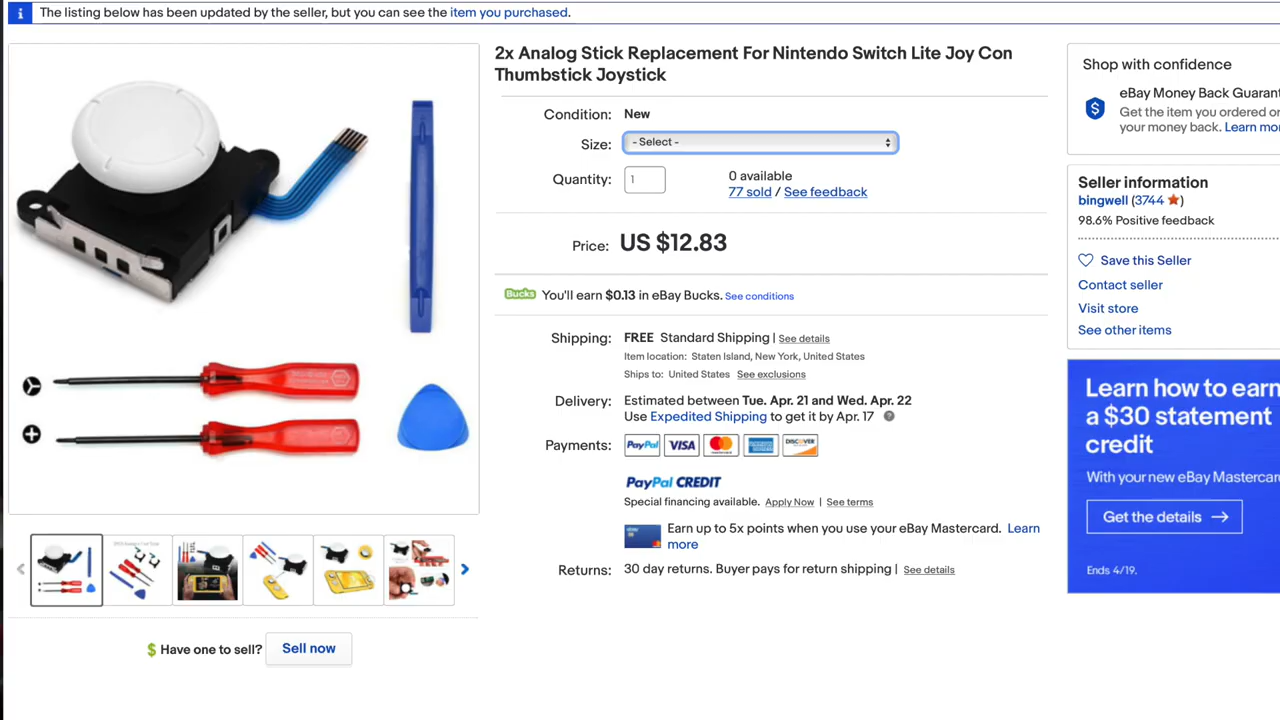 The listing below has been updated by the seller, but you can see the item you purchased.
2x Analog Stick Replacement For Nintendo Switch Lite Joy Con
Thumbstick Joystick
Condition: New
Size: - Select -
Quantity: 1
0 available
77 sold / See feedback
Price: US $12.83
Bucks You'll earn $0.13 in eBay Bucks. See conditions
Shipping: FREE Standard Shipping | See details
Item location: Staten Island, New York, United States
Ships to: United States See exclusions
Delivery: Estimated between Tue. Apr. 21 and Wed. Apr. 22
Use Expedited Shipping to get it by Apr. 17
Payments: PayPal VISA DISCOVER
PayPal CREDIT
Special financing available. Apply Now | See terms
Earn up to 5x points when you use your eBay Mastercard. Learn
more
Returns: 30 day returns. Buyer pays for return shipping | See details
Have one to sell? Sell now
Shop with confidence
eBay Money Back Guarant
Get the item you ordered or
your money back. Learn mor
Seller information
bingwell (3744)
98.6% Positive feedback
Save this Seller
Contact seller
Visit store
See other items
Learn how to earn
a $30 statement
credit
With your new eBay Mastercar
Get the details
Ends 4/19.